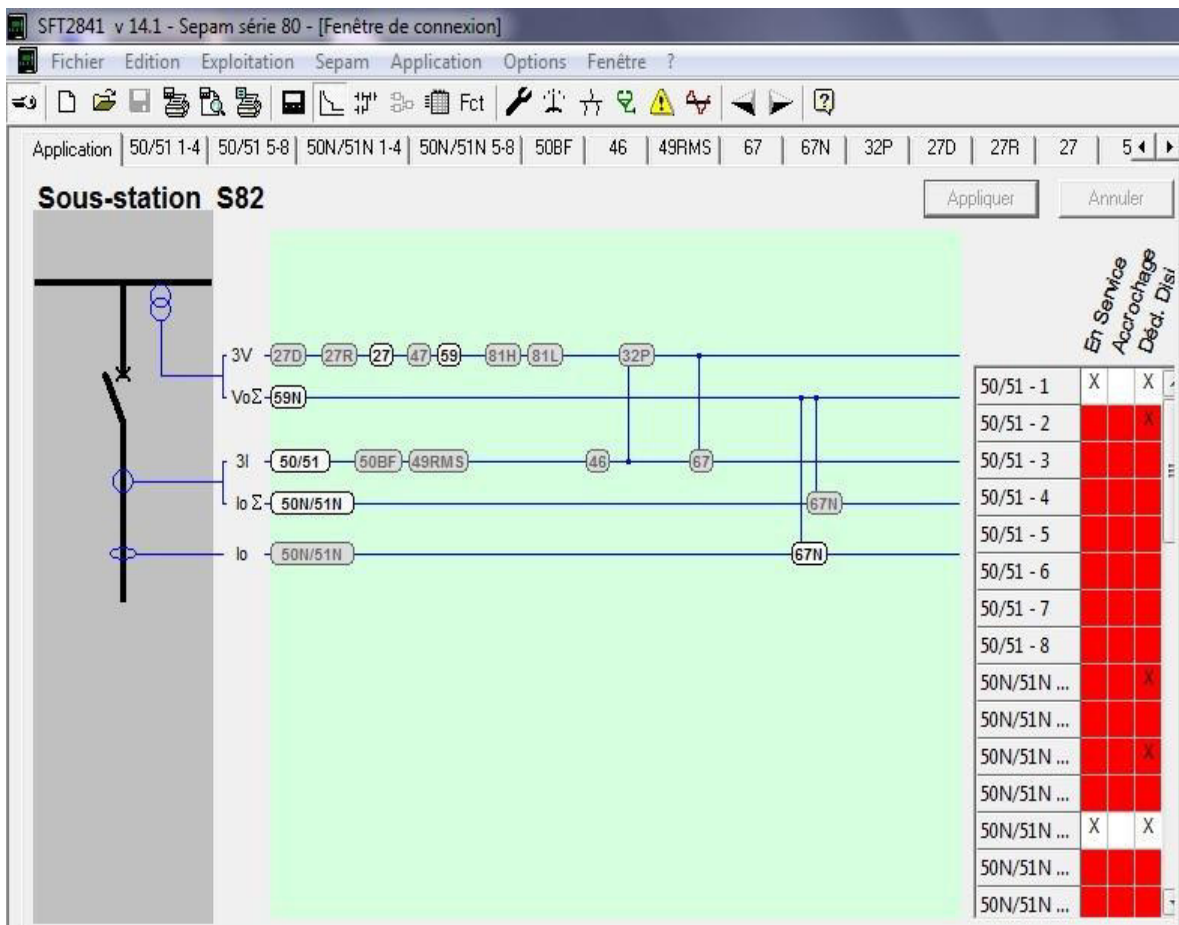 SFT2841 v 14.1 - Sepam série 80 - [Fenêtre de connexion]
Fichier Edition Exploitation Sepam Application Options Fenêtre ?
Fct
Application 50/51 1-4 50/51 5-8 50N/51N 1-4 50N/51N 5-8 50BF 46 49RMS 67 67N 32P 27D 27R 27 5
Sous-station S82
Appliquer Annuler
En Service
Accrochage
Déd. Disj
3V 27D 27R 27 47 59 81H 81L 32P
VoΣ 59N
3I 50/51 50BF 49RMS 46 67
Io Σ 50N/51N 67N
Io 50N/51N 67N
50/51 - 1 X X
50/51 - 2 X
50/51 - 3
50/51 - 4
50/51 - 5
50/51 - 6
50/51 - 7
50/51 - 8
50N/51N ... X
50N/51N ...
50N/51N ... X
50N/51N ...
50N/51N ... X X
50N/51N ...
50N/51N ...